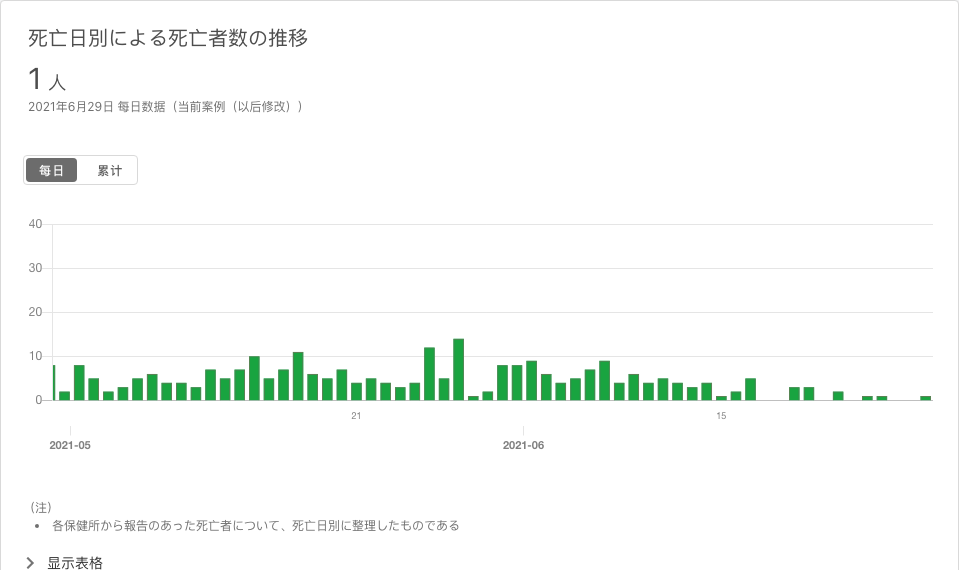 死亡日別による死亡者数の推移
1 人
2021年6月29日 每日数据（当前案例（以后修改））
每日 累计
40
30
20
10
0
21 15
2021-05 2021-06
（注）
• 各保健所から報告のあった死亡者について、死亡日別に整理したものである
显示表格